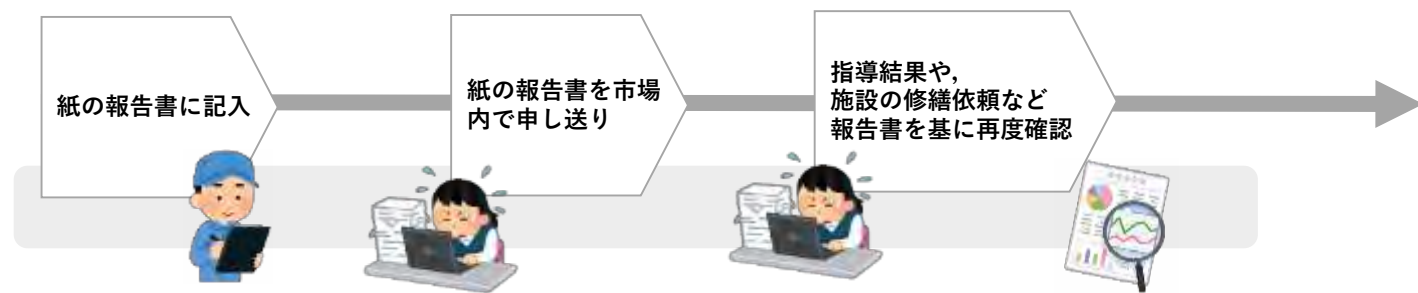 紙の報告書に記入
紙の報告書を市場
内で申し送り
指導結果や，
施設の修繕依頼など
報告書を基に再度確認